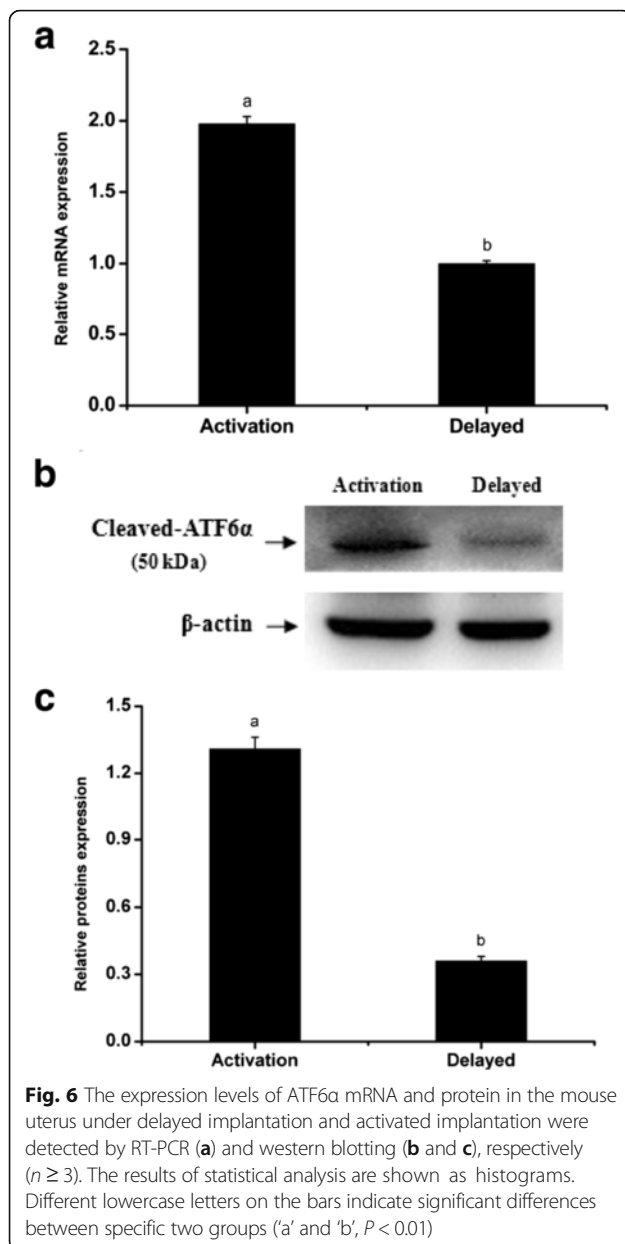 a
2.5
2.0
1.5
1.0
0.5
0.0
Relative mRNA expression
a
b
Activation Delayed
b
Activation Delayed
Cleaved-ATF6α
(50 kDa)
β-actin
c
1.5
1.2
0.9
0.6
0.3
0.0
Relative proteins expression
a
b
Activation Delayed
Fig. 6 The expression levels of ATF6α mRNA and protein in the mouse
uterus under delayed implantation and activated implantation were
detected by RT-PCR (a) and western blotting (b and c), respectively
(n ≥ 3). The results of statistical analysis are shown as histograms.
Different lowercase letters on the bars indicate significant differences
between specific two groups (‘a’ and ‘b’, P < 0.01)